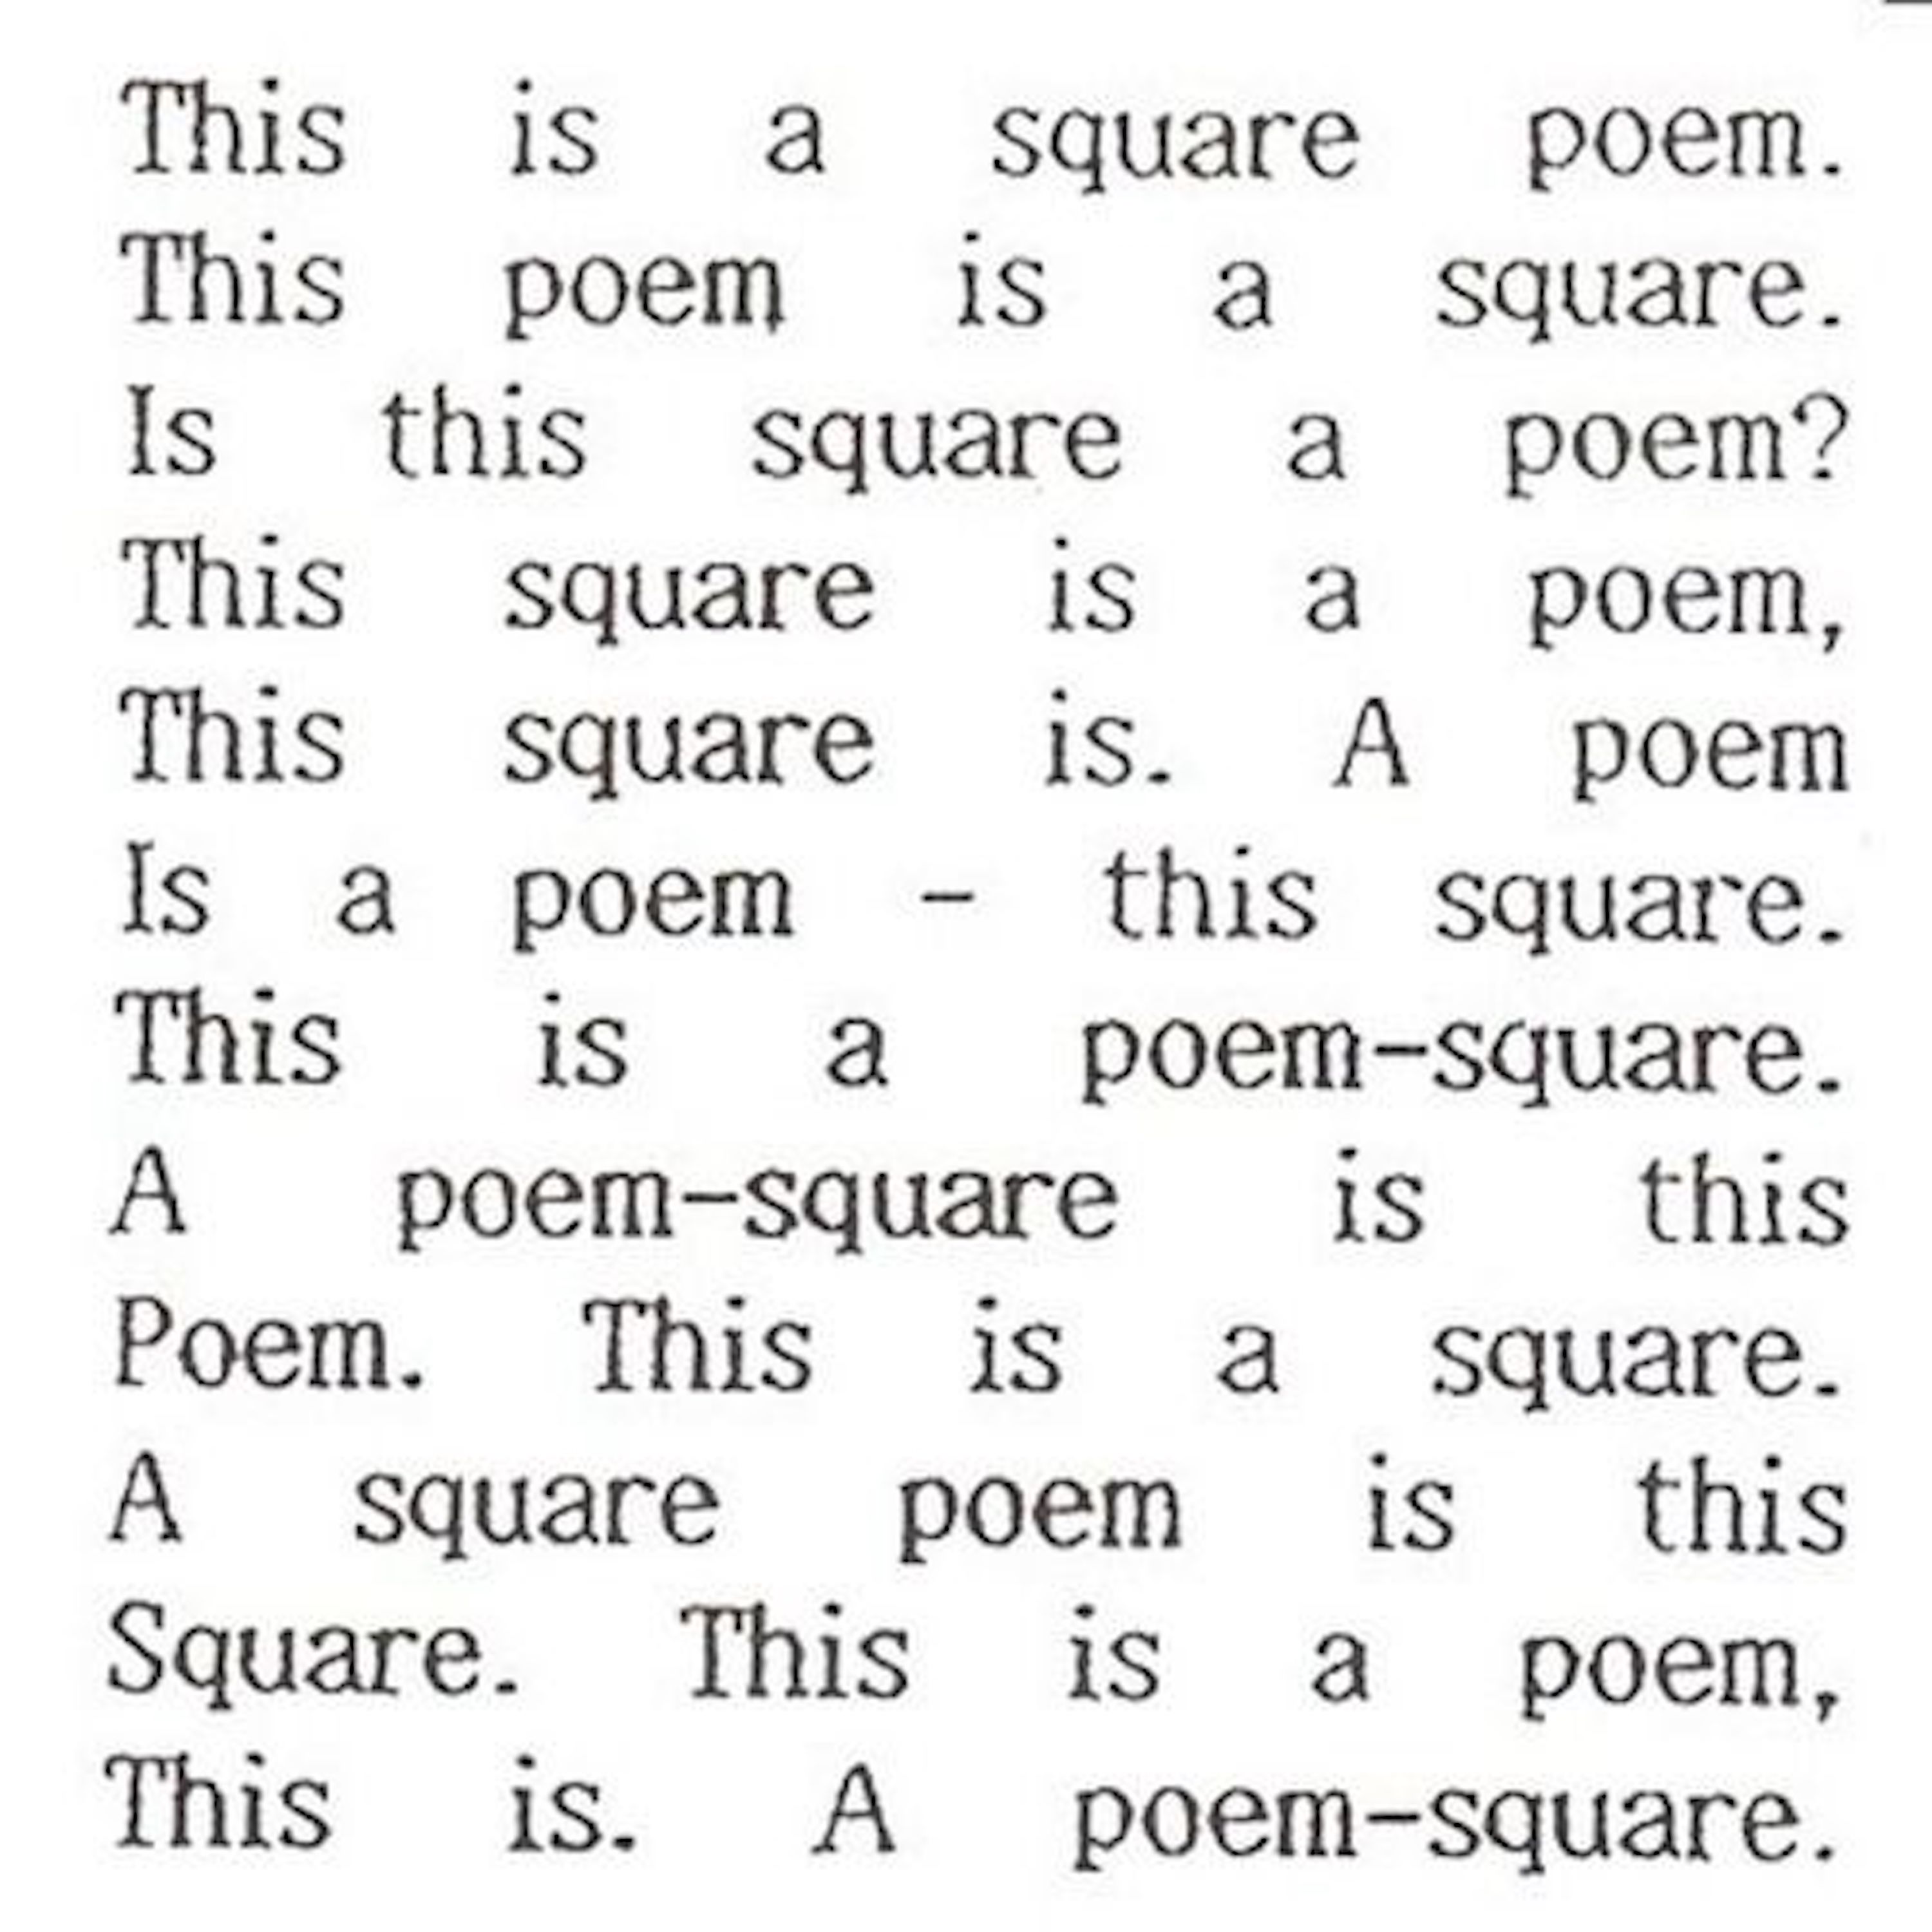 This is a square poem.
This poem is a square.
Is this square a poem?
This square is a poem,
This square is. A poem
Is a poem - this square.
This is a poem-square.
A poem-square is this
Poem. This is a square.
A square poem is this
Square. This is a poem,
This is. A poem-square.